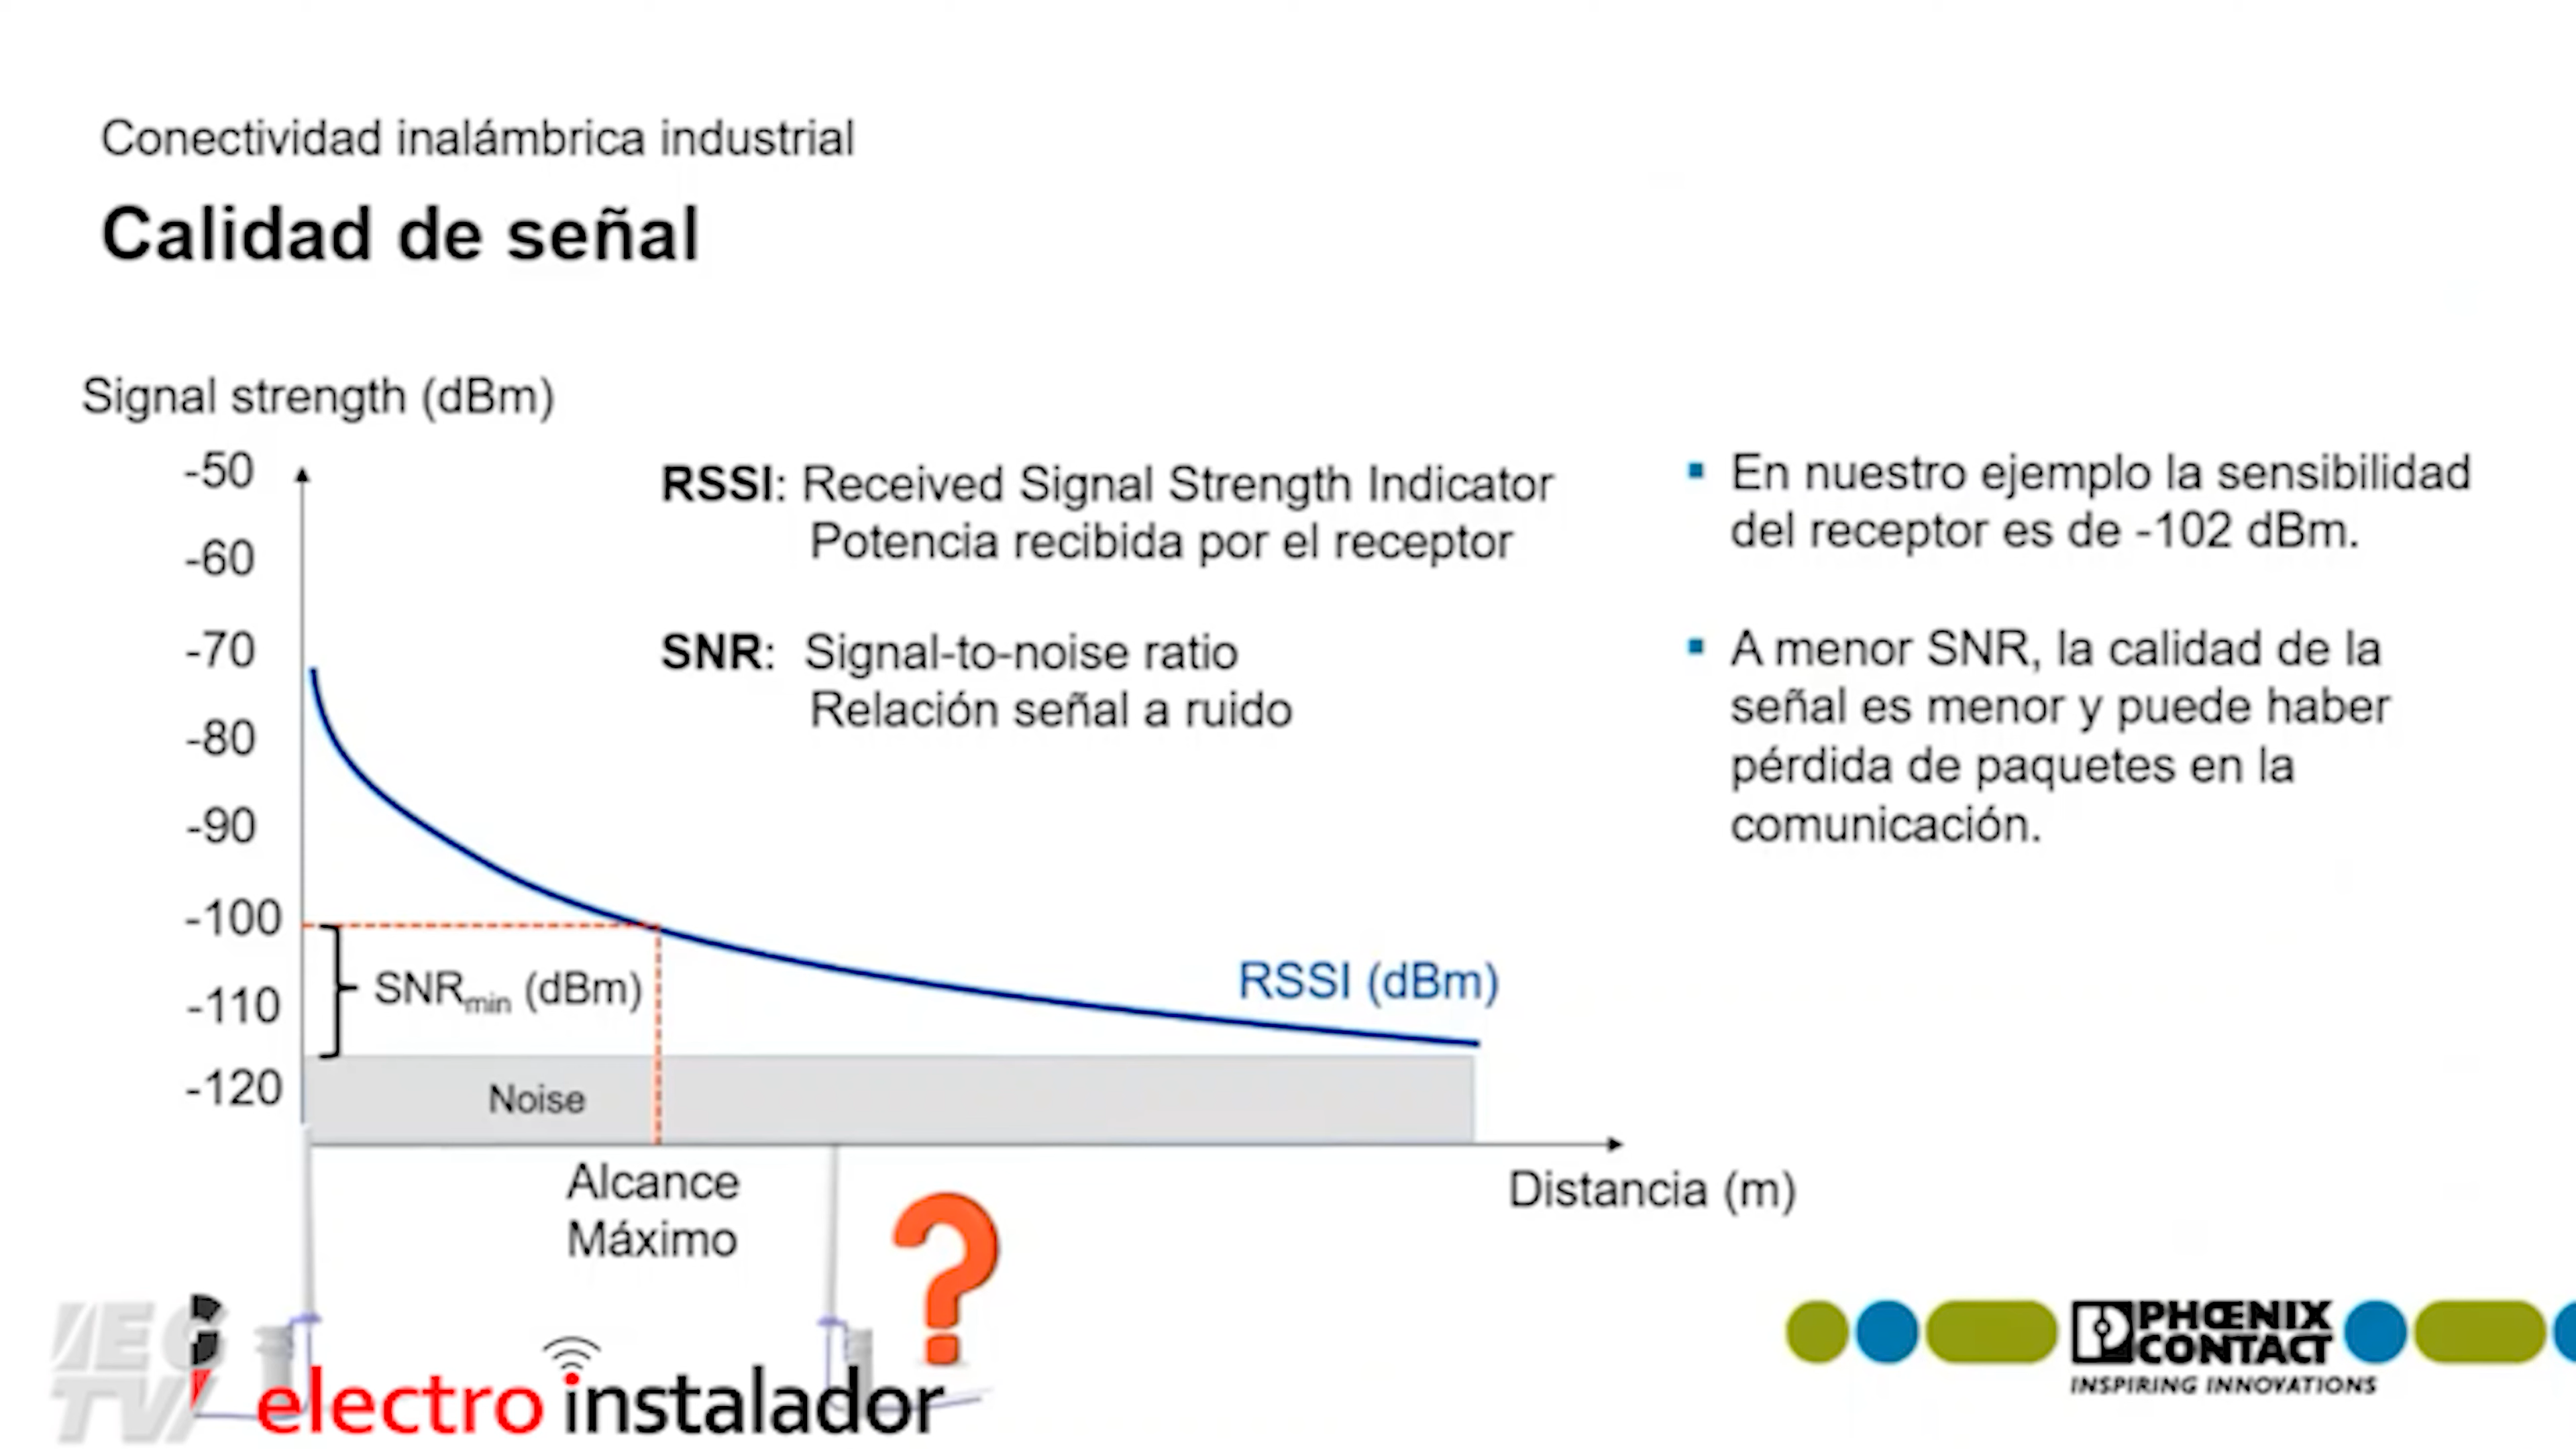 Conectividad inalámbrica industrial
Calidad de señal
Signal strength (dBm)
-50
-60
-70
-80
-90
-100
-110
-120
RSSI: Received Signal Strength Indicator
Potencia recibida por el receptor
SNR: Signal-to-noise ratio
Relación señal a ruido
SNRmin (dBm)
RSSI (dBm)
Noise
Alcance
Máximo
Distancia (m)
?
▪ En nuestro ejemplo la sensibilidad
del receptor es de -102 dBm.
▪ A menor SNR, la calidad de la
señal es menor y puede haber
pérdida de paquetes en la
comunicación.
electro instalador
PHŒNIX
CONTACT
INSPIRING INNOVATIONS